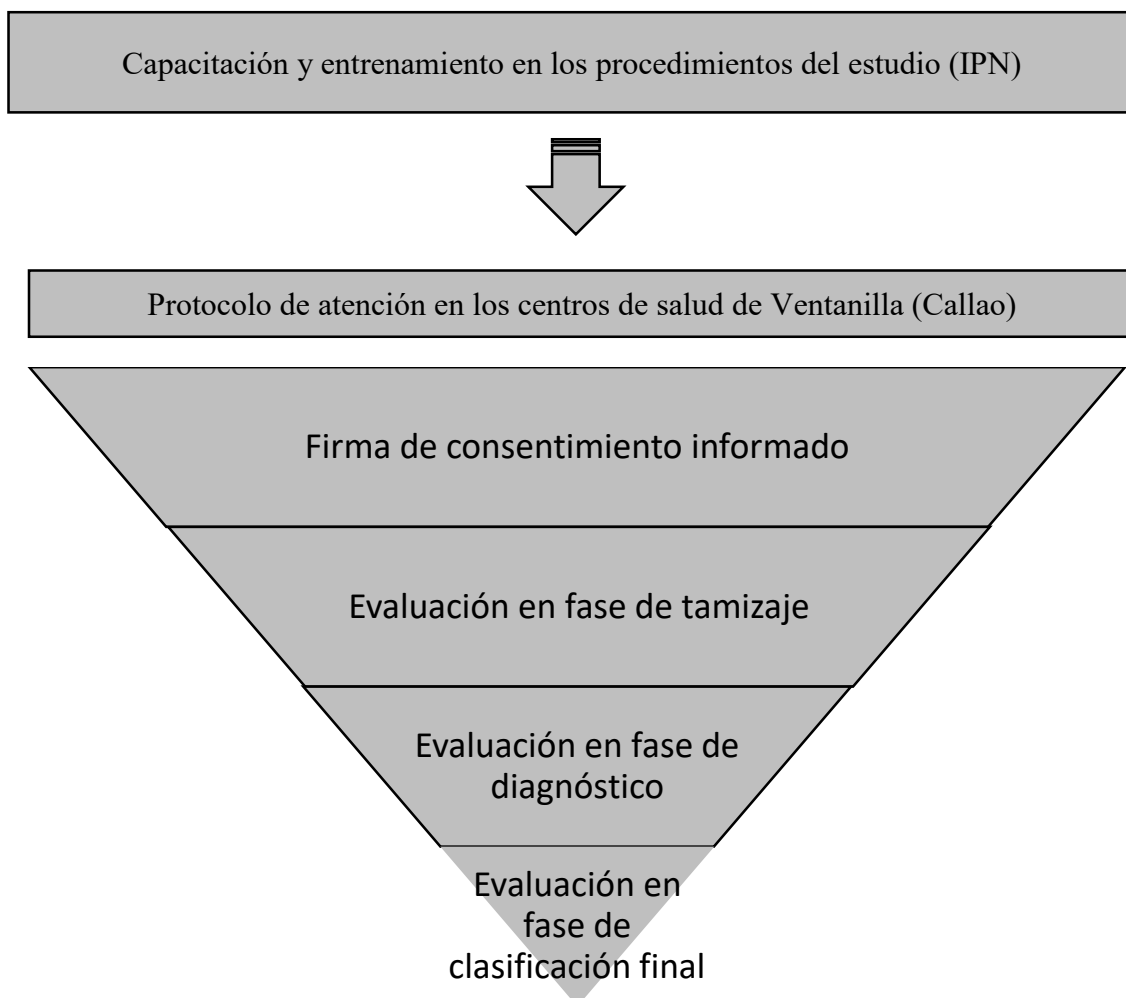 Capacitación y entrenamiento en los procedimientos del estudio (IPN)
Protocolo de atención en los centros de salud de Ventanilla (Callao)
Firma de consentimiento informado
Evaluación en fase de tamizaje
Evaluación en fase de
diagnóstico
Evaluación en
fase de
clasificación final